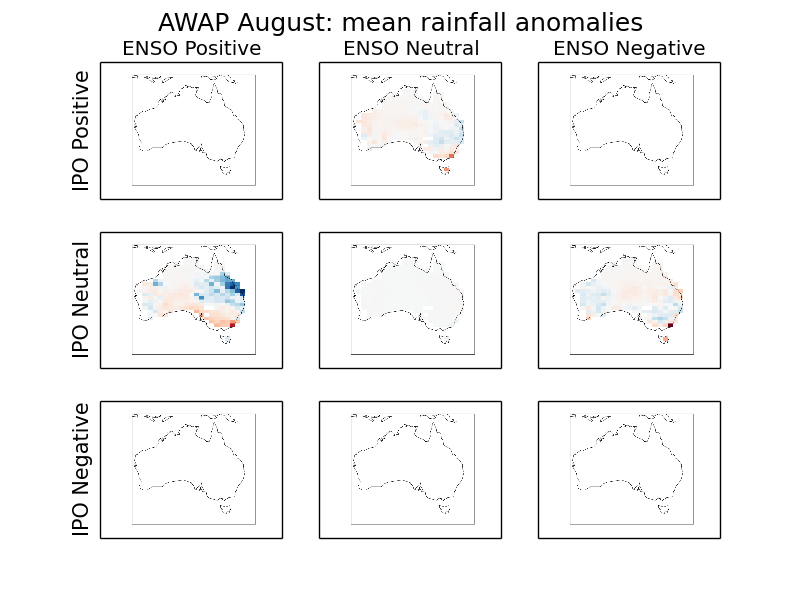 AWAP August: mean rainfall anomalies
ENSO Positive
ENSO Neutral
ENSO Negative
IPO Positive
IPO Neutral
IPO Negative